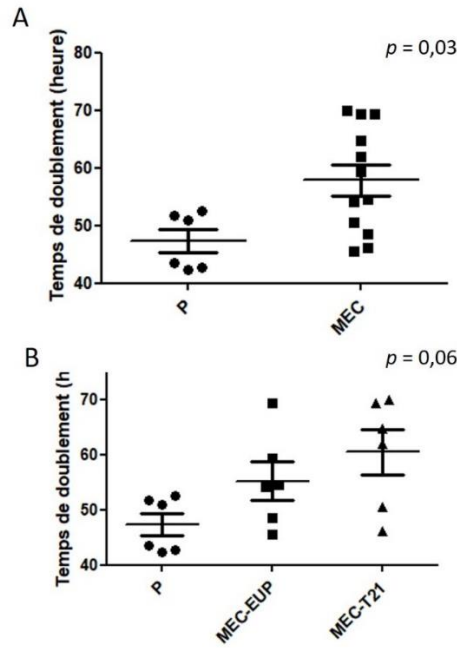 A
p = 0,03
Temps de doublement (heure)
80
70
60
50
40
P
MEC
B
p = 0,06
Temps de doublement (h
70
60
50
40
P
MEC-EUP
MEC-T21